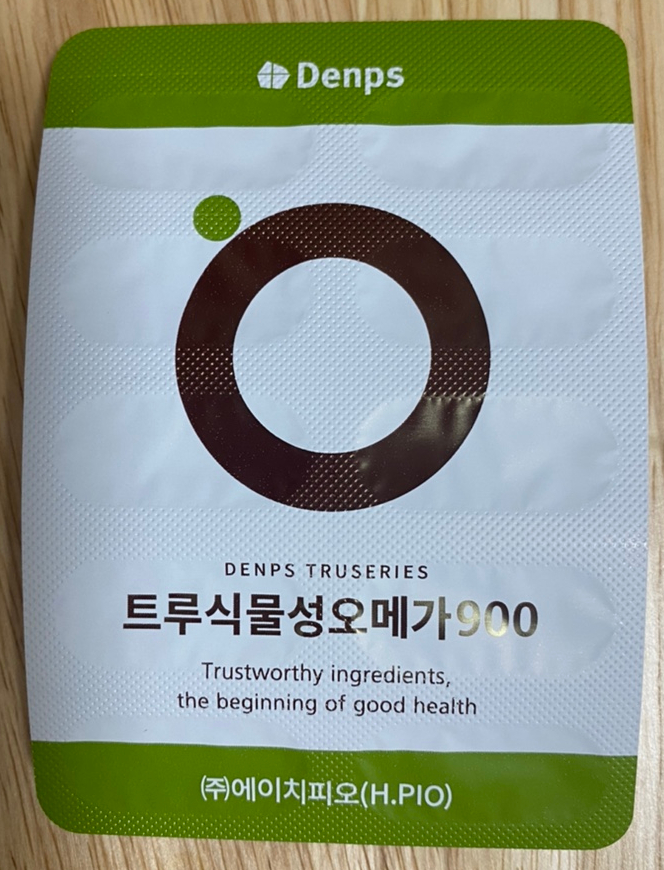 Denps
DENPS TRUSERIES
트루식물성오메가900
Trustworthy ingredients,
the beginning of good health
㈜에이치피오(H.PIO)